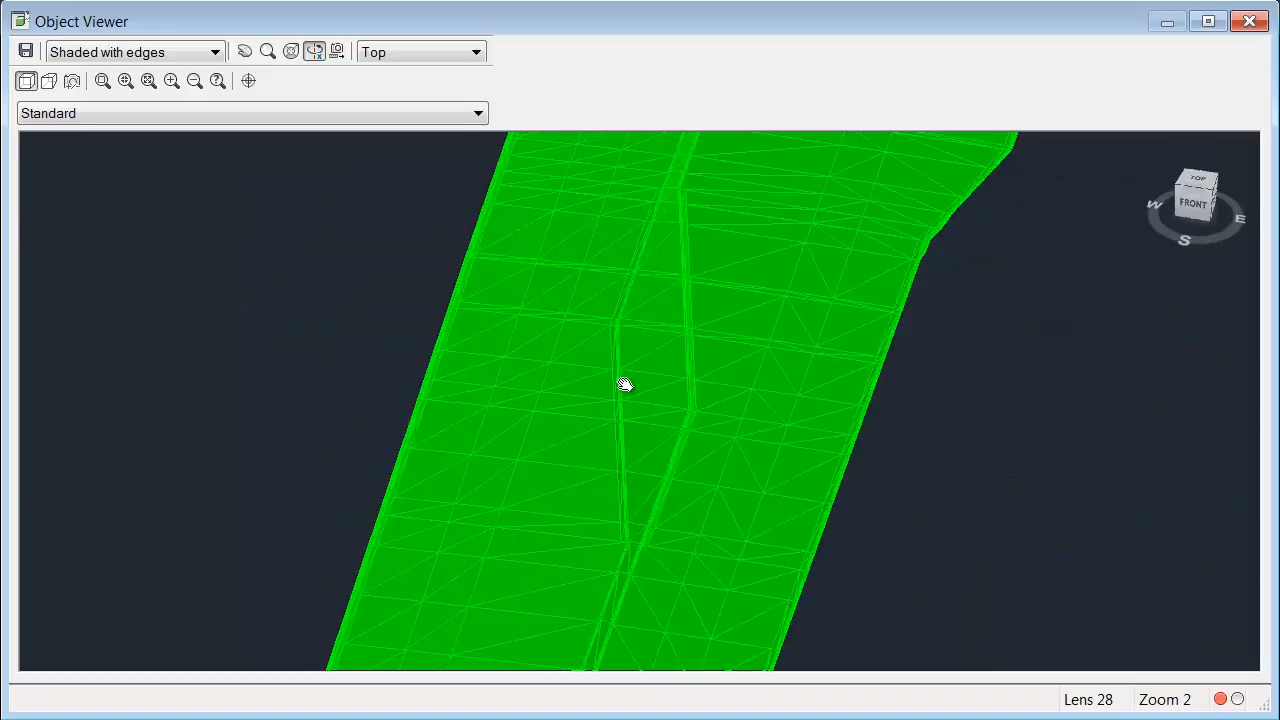 Object Viewer
Shaded with edges
Top
Standard
TOP
FRONT
W
E
S
Lens 28
Zoom 2